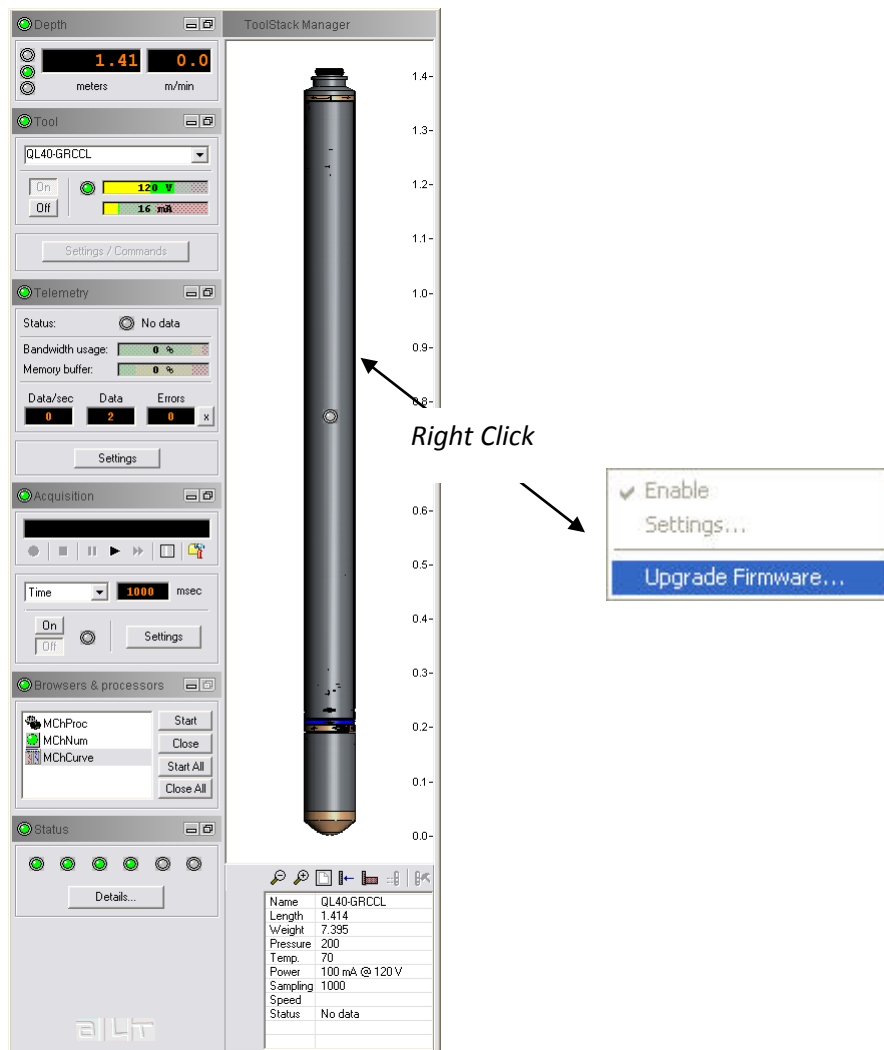 Depth
1.41 0.0
meters m/min
Tool
QL40-GRCCL
On
120 V
Off
16 mA
Settings / Commands
Telemetry
Status: No data
Bandwidth usage: 0 %
Memory buffer: 0 %
Data/sec Data Errors
0 2 0 x
Settings
Acquisition
Time 1000 msec
On
Off
Settings
Browsers & processors
MChProc
MChNum
MChCurve
Start
Close
Start All
Close All
Status
Details...
ALT
ToolStack Manager
1.4-
1.3-
1.2-
1.1-
1.0-
0.9-
0.8-
Right Click
0.6-
0.5-
0.4-
0.3-
0.2-
0.1-
0.0-
Enable
Settings...
Upgrade Firmware...
Name QL40-GRCCL
Length 1.414
Weight 7.395
Pressure 200
Temp. 70
Power 100 mA @ 120 V
Sampling 1000
Speed
Status No data